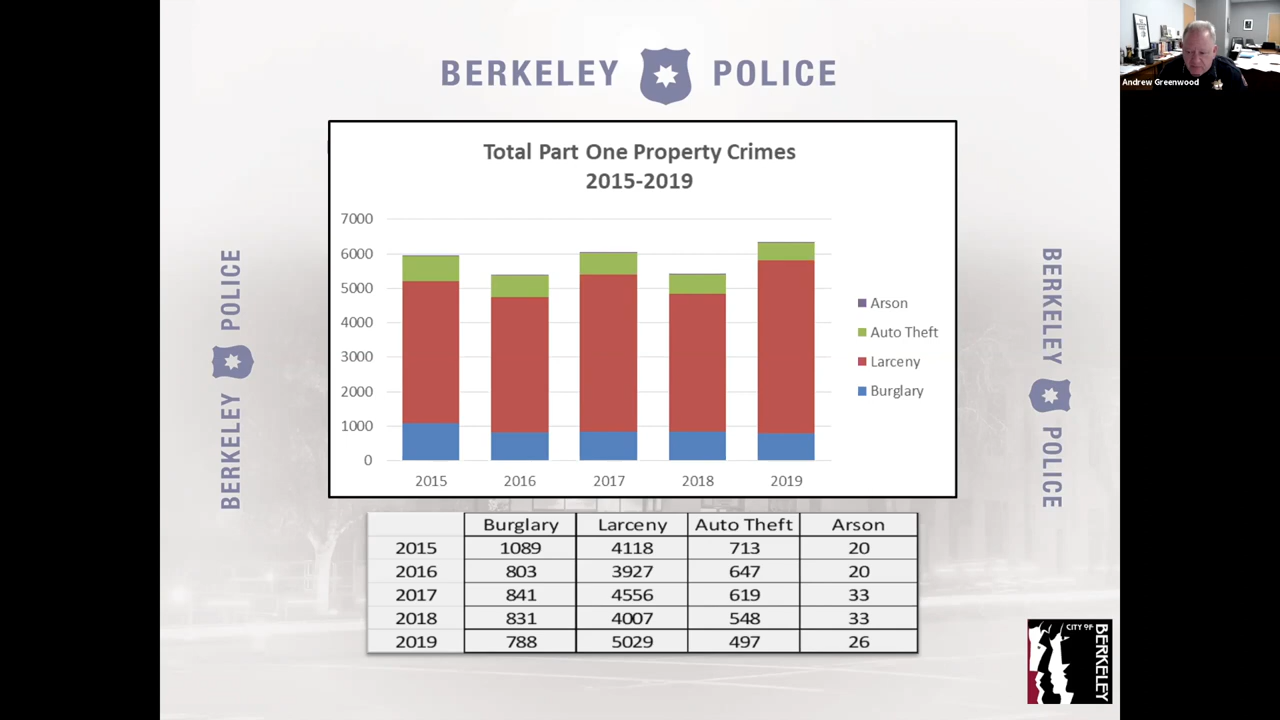 BERKELEY POLICE
Andrew Greenwood
Total Part One Property Crimes
2015-2019
7000
6000
5000
4000
3000
2000
1000
0
2015 2016 2017 2018 2019
Arson
Auto Theft
Larceny
Burglary
BERKELEY POLICE
BERKELEY POLICE
Burglary Larceny Auto Theft Arson
2015 1089 4118 713 20
2016 803 3927 647 20
2017 841 4556 619 33
2018 831 4007 548 33
2019 788 5029 497 26
CITY OF
BERKELEY